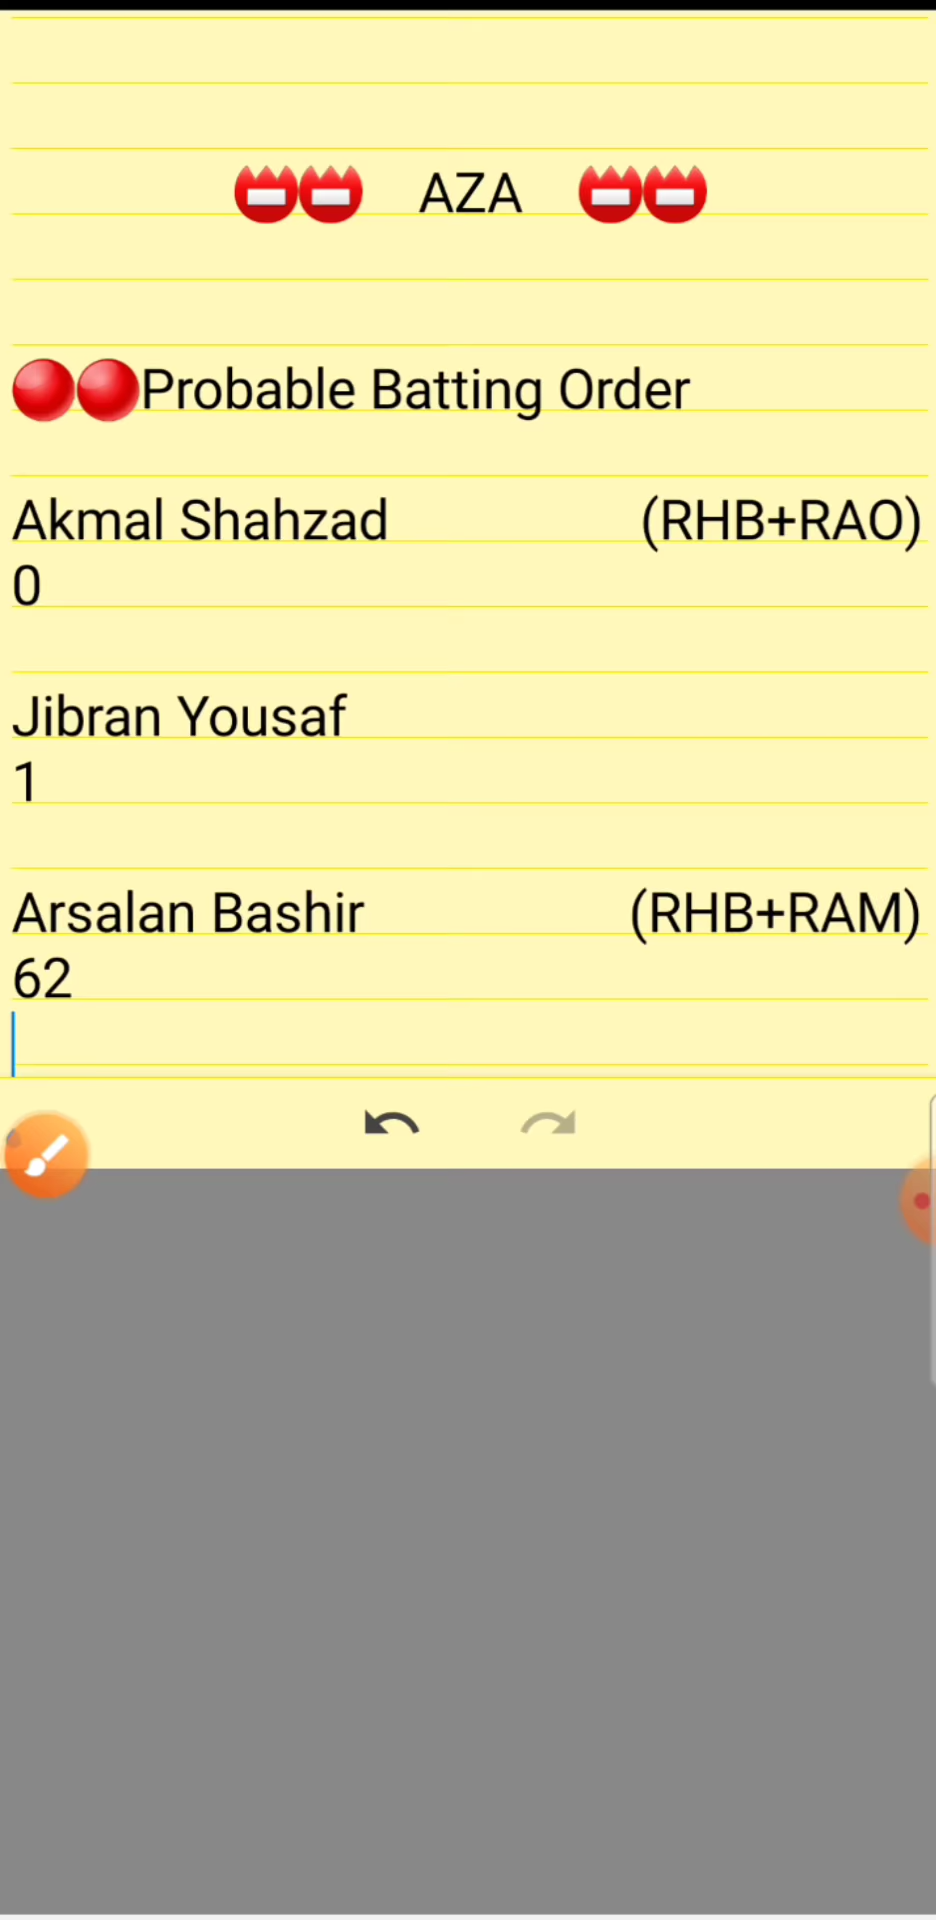 📛📛 AZA 📛📛
🔴🔴Probable Batting Order
Akmal Shahzad (RHB+RAO)
0
Jibran Yousaf
1
Arsalan Bashir (RHB+RAM)
62